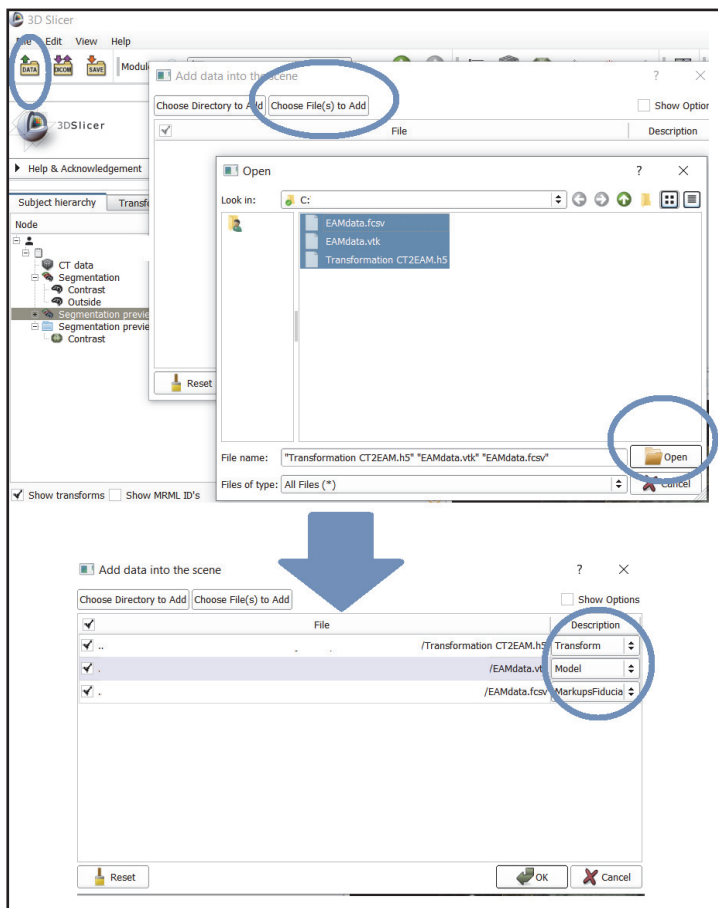 3D Slicer
File Edit View Help
DATA DCOM SAVE Modul
Add data into the scene ? ×
Choose Directory to Add Choose File(s) to Add Show Option
File Description
3DSlicer
Help & Acknowledgement
Open ? ×
Subject hierarchy Transfo
Look in: C:
Node
EAMdata.fcsv
EAMdata.vtk
Transformation CT2EAM.h5
CT data
Segmentation
Contrast
Outside
Segmentation previe
Segmentation previe
Contrast
Reset
File name: "Transformation CT2EAM.h5" "EAMdata.vtk" "EAMdata.fcsv" Open
Files of type: All Files (*) Cancel
Show transforms Show MRML ID's
Add data into the scene ? ×
Choose Directory to Add Choose File(s) to Add Show Options
File Description
.. /Transformation CT2EAM.h5 Transform
. /EAMdata.vtk Model
. /EAMdata.fcsv MarkupsFiducia
Reset OK Cancel